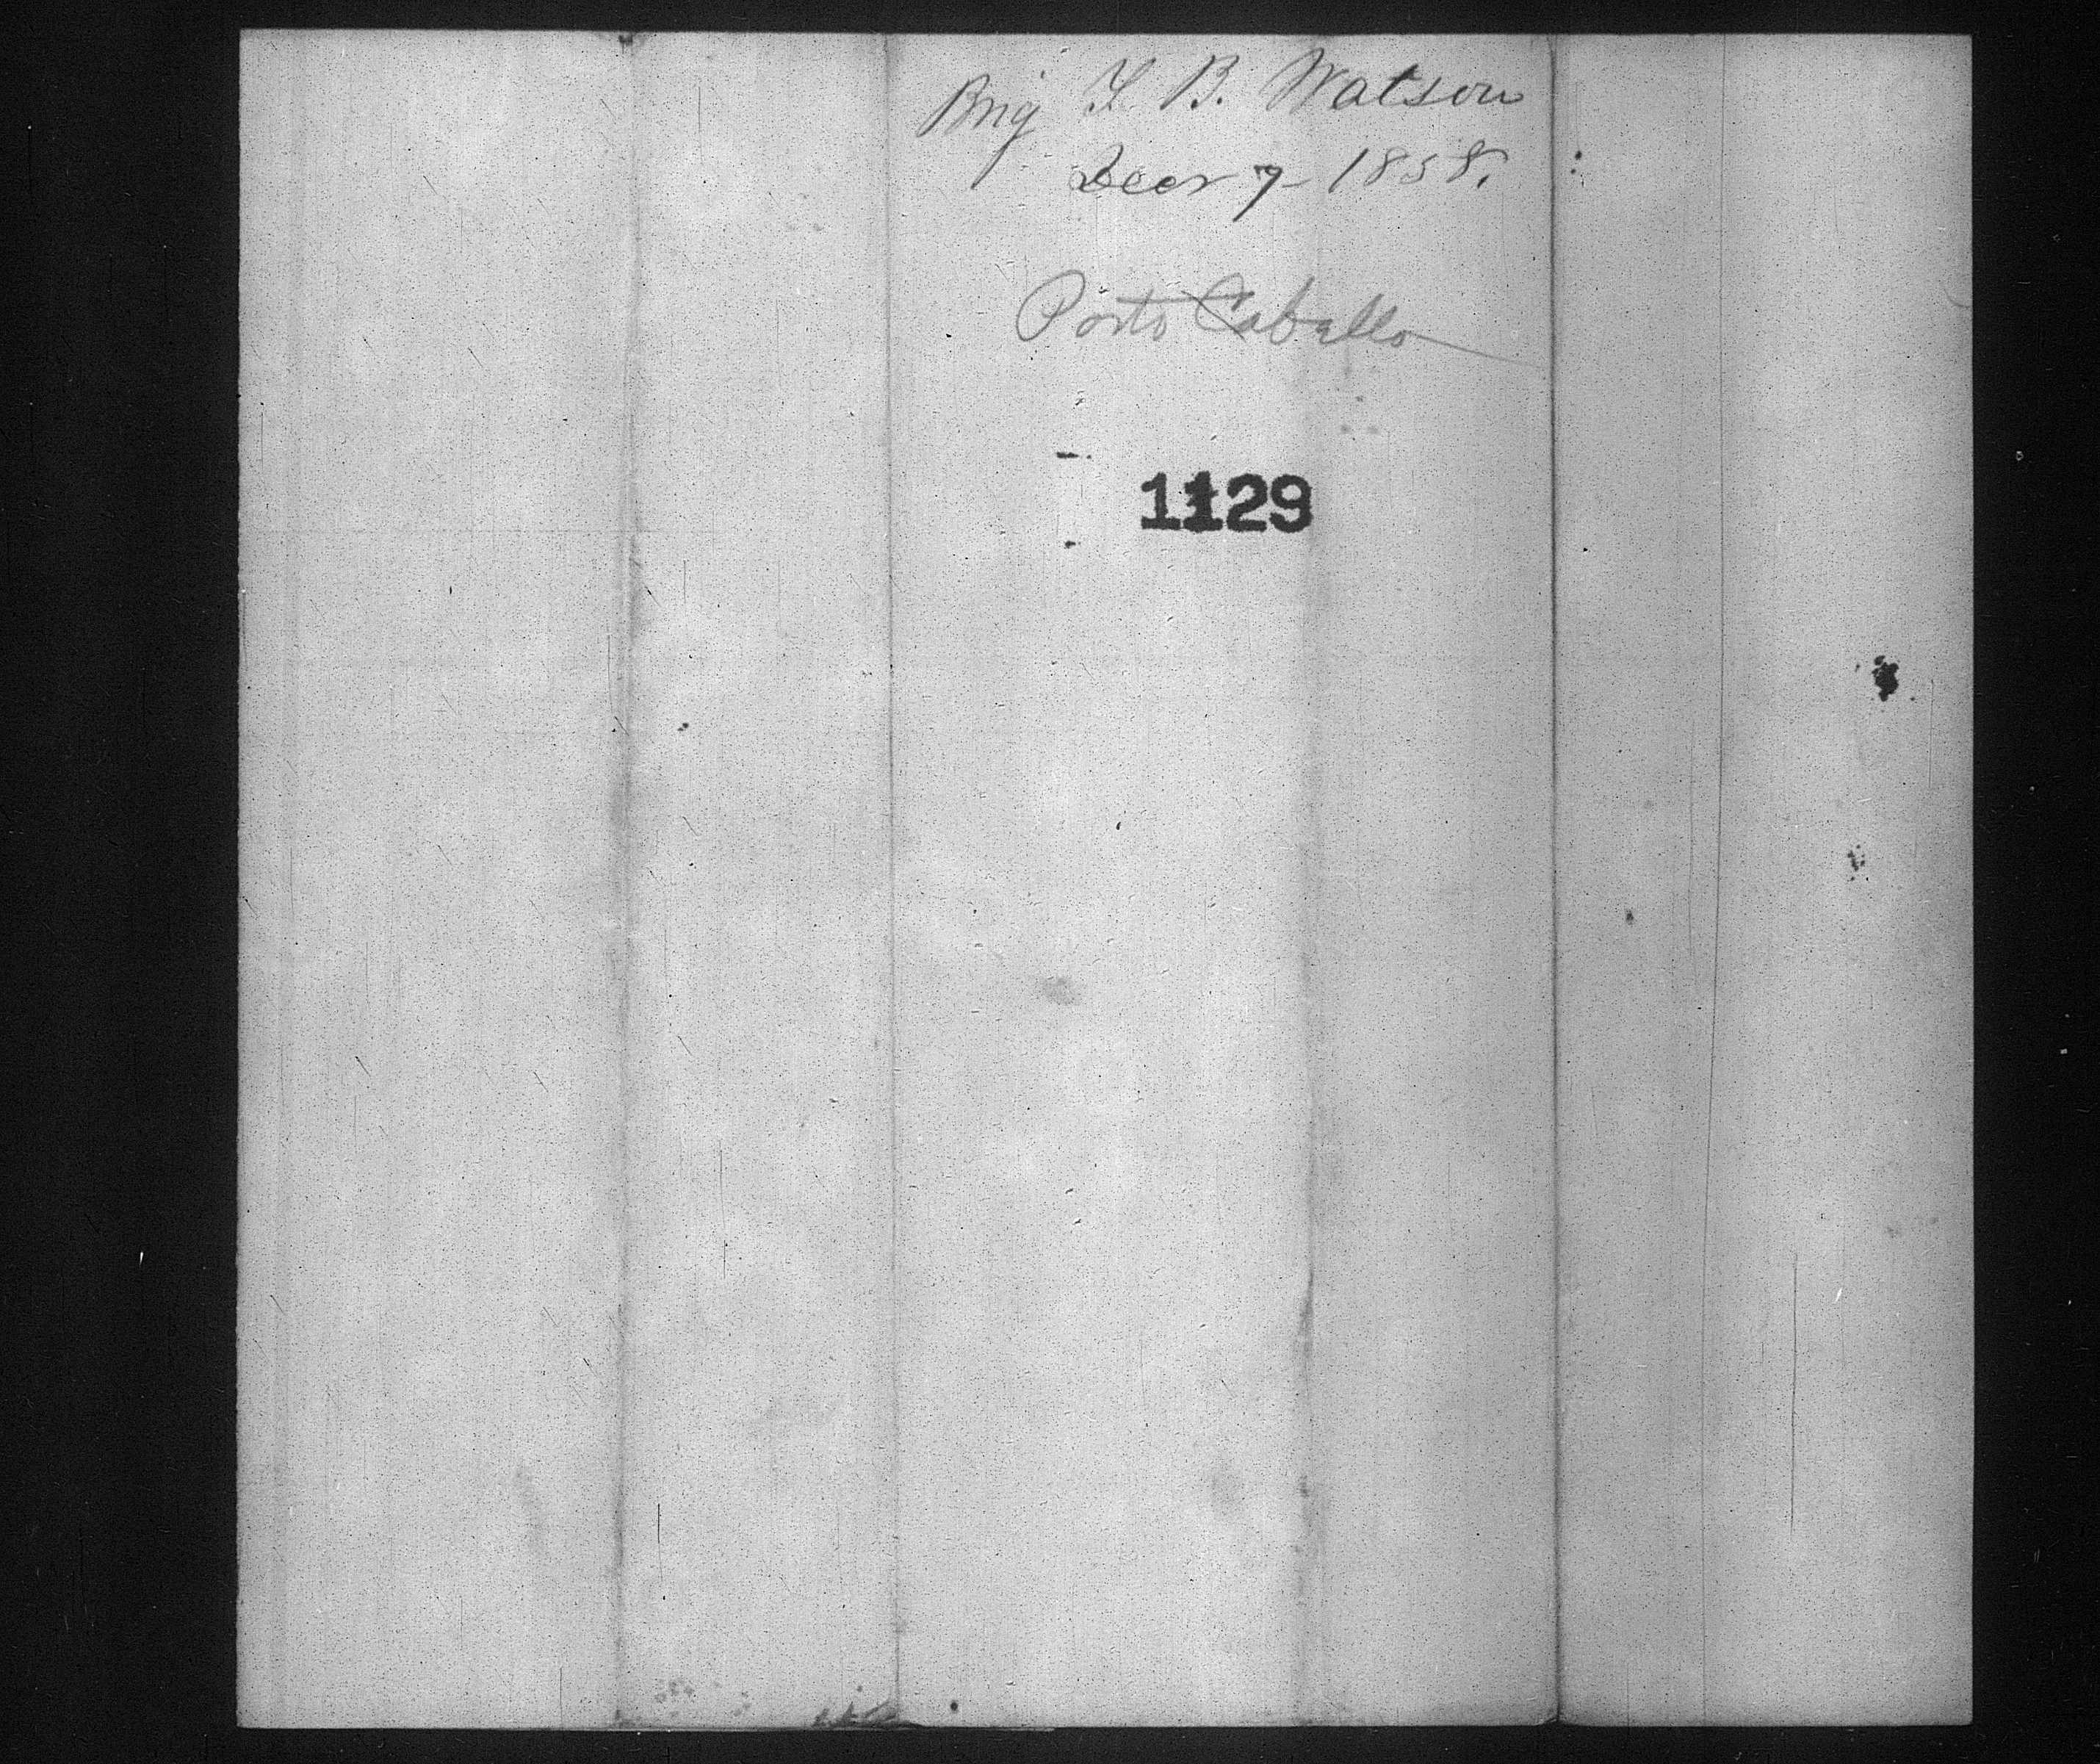 Brig T. B. Watson
Decr 7 1858.
Porto Caballo
1129